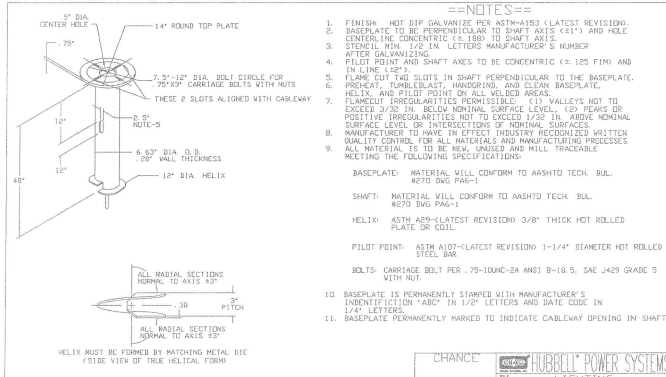 5" DIA.
CENTER HOLE
14" ROUND TOP PLATE
.75"
7.5"-12" DIA. BOLT CIRCLE FOR
.75"X3" CARRIAGE BOLTS WITH NUTS
THESE 2 SLOTS ALIGNED WITH CABLEWAY
12"
2.5"
NOTE-5
12"
6.63" DIA O.D.
.28" WALL THICKNESS
48"
12" DIA. HELIX
ALL RADIAL SECTIONS
NORMAL TO AXIS ±3°
3"
PITCH
.38
ALL RADIAL SECTIONS
NORMAL TO AXIS ±3°
HELIX MUST BE FORMED BY MATCHING METAL DIE
(SIDE VIEW OF TRUE HELICAL FORM)
==NOTES==
1. FINISH: HOT DIP GALVANIZE PER ASTM-A153 (LATEST REVISION).
2. BASEPLATE TO BE PERPENDICULAR TO SHAFT AXIS (±1°) AND HOLE
CENTERLINE CONCENTRIC (±.188) TO SHAFT AXIS.
3. STENCIL MIN. 1/2 IN. LETTERS MANUFACTURER'S NUMBER
AFTER GALVANIZING.
4. PILOT POINT AND SHAFT AXES TO BE CONCENTRIC (±.125 FIM) AND
IN LINE (±2°).
5. FLAME CUT TWO SLOTS IN SHAFT PERPENDICULAR TO THE BASEPLATE.
6. PREHEAT, TUMBLEBLAST, HANDGRIND, AND CLEAN BASEPLATE,
HELIX, AND PILOT POINT ON ALL WELDED AREAS.
7. FLAMECUT IRREGULARITIES PERMISSIBLE: (1) VALLEYS NOT TO
EXCEED 3/32 IN. BELOW NOMINAL SURFACE LEVEL, (2) PEAKS OR
POSITIVE IRREGULARITIES NOT TO EXCEED 1/32 IN. ABOVE NOMINAL
SURFACE LEVEL OR INTERSECTIONS OF NOMINAL SURFACES.
8. MANUFACTURER TO HAVE IN EFFECT INDUSTRY RECOGNIZED WRITTEN
QUALITY CONTROL FOR ALL MATERIALS AND MANUFACTURING PROCESSES
9. ALL MATERIAL IS TO BE NEW, UNUSED AND MILL TRACEABLE
MEETING THE FOLLOWING SPECIFICATIONS:
BASEPLATE: MATERIAL WILL CONFORM TO AASHTO TECH. BUL.
#270 DWG PA6-1
SHAFT: MATERIAL WILL CONFORM TO AASHTO TECH. BUL.
#270 DWG PA6-1
HELIX: ASTM A29-(LATEST REVISION) 3/8" THICK HOT ROLLED
PLATE OR COIL.
PILOT POINT: ASTM A107-(LATEST REVISION) 1-1/4" DIAMETER HOT ROLLED
STEEL BAR.
BOLTS: CARRIAGE BOLT PER .75-10UNC-2A ANSI B-18.5, SAE J429 GRADE 5
WITH NUT.
10. BASEPLATE IS PERMANENTLY STAMPED WITH MANUFACTURER'S
INDENTIFICTION "ABC" IN 1/2" LETTERS AND DATE CODE IN
1/4" LETTERS.
11. BASEPLATE PERMANENTLY MARKED TO INDICATE CABLEWAY OPENING IN SHAFT
CHANCE HUBBELL POWER SYSTEMS